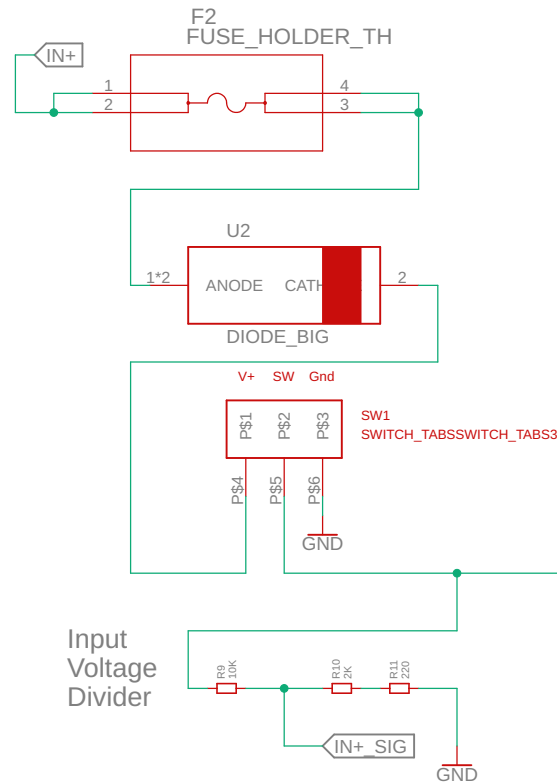 F2
FUSE_HOLDER_TH
IN+
1
4
2
3
U2
1*2
ANODE
CATH
2
DIODE_BIG
V+ SW Gnd
P$1
P$2
P$3
SW1
SWITCH_TABSSWITCH_TABS3
P$4
P$5
P$6
GND
Input
Voltage
Divider
R9
10K
R10
2K
R11
220
IN+_SIG
GND